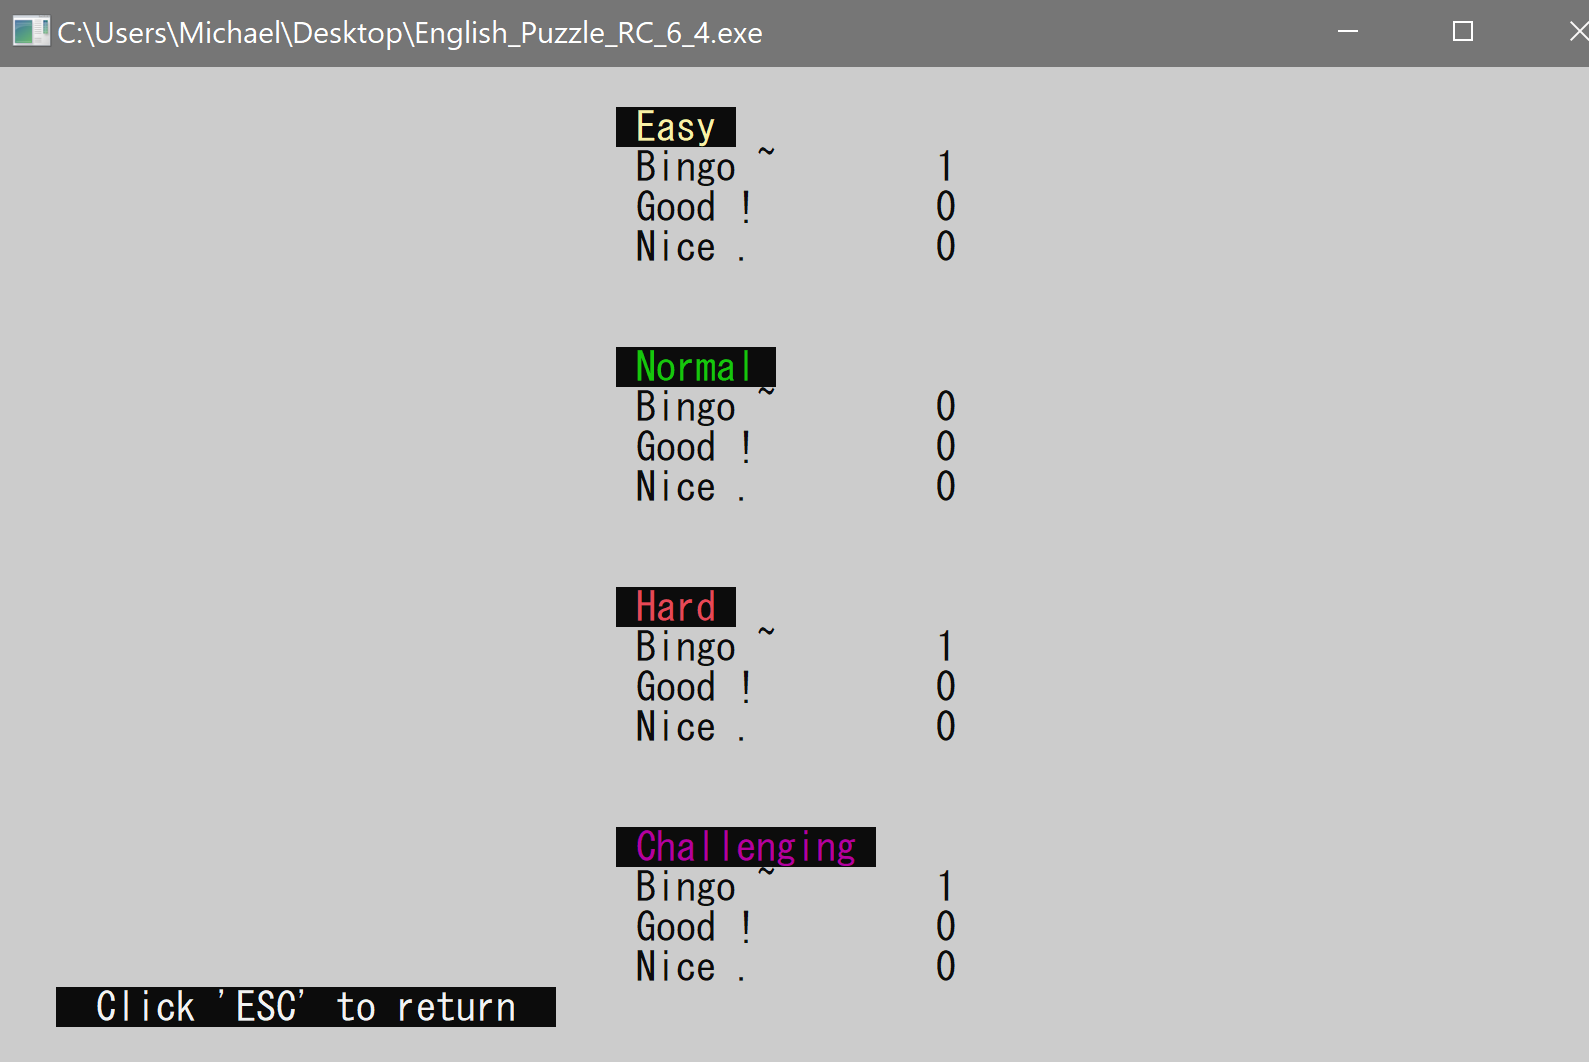 C:\Users\Michael\Desktop\English_Puzzle_RC_6_4.exe
Easy
Bingo ~ 1
Good ! 0
Nice . 0
Normal
Bingo ~ 0
Good ! 0
Nice . 0
Hard
Bingo ~ 1
Good ! 0
Nice . 0
Challenging
Bingo ~ 1
Good ! 0
Nice . 0
Click 'ESC' to return